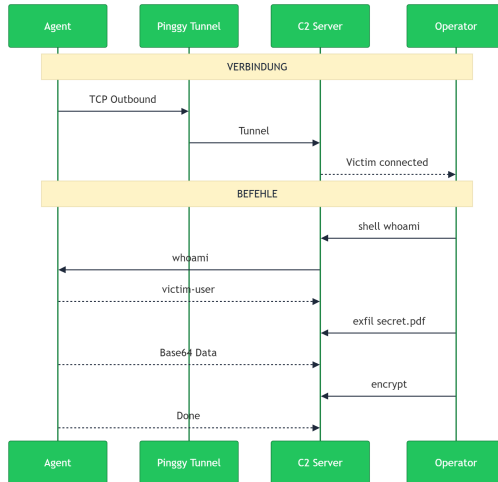 Agent Pinggy Tunnel C2 Server Operator
VERBINDUNG
TCP Outbound
Tunnel
Victim connected
BEFEHLE
shell whoami
whoami
victim-user
exfil secret.pdf
Base64 Data
encrypt
Done
Agent Pinggy Tunnel C2 Server Operator